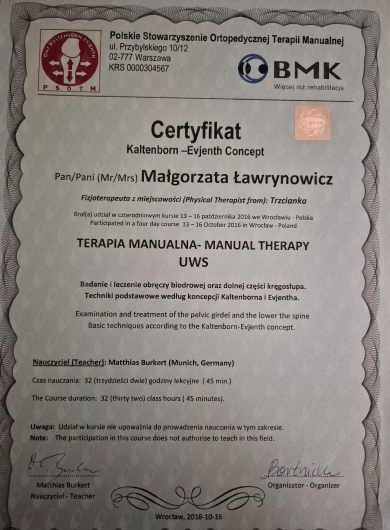 Polskie Stowarzyszenie Ortopedycznej Terapii Manualnej
ul. Przybylskiego 10/12
02-777 Warszawa
KRS 0000304567
PSOTM
BMK
Więcej niż rehabilitacja
Certyfikat
Kaltenborn –Evjenth Concept
Pan/Pani (Mr/Mrs) Małgorzata Ławrynowicz
Fizjoterapeuta z miejscowości (Physical Therapist from): Trzcianka
Brał(a) udział w czterodniowym kursie 13 – 16 października 2016 we Wrocławiu - Polska
Participated in a four day course 13 – 16 October 2016 in Wrocław - Poland
TERAPIA MANUALNA- MANUAL THERAPY
UWS
Badanie i leczenie obręczy biodrowej oraz dolnej części kręgosłupa.
Techniki podstawowe według koncepcji Kaltenborna i Evjentha.
Examination and treatment of the pelvic girdel and the lower the spine
Basic techniques according to the Kaltenborn-Evjenth concept.
Nauczyciel (Teacher): Matthias Burkert (Munich, Germany)
Czas nauczania: 32 (trzydzieści dwie) godziny lekcyjne ( 45 min.)
The Course duration: 32 (thirty two) class hours ( 45 minutes).
Uwaga: Udział w kursie nie upoważnia do prowadzenia nauczania w tym zakresie.
Note: The participation in this course does not authorise to teach in this field.
Matthias Burkert
Nauczyciel - Teacher
Organizator - Organizer
Wrocław, 2016-10-16